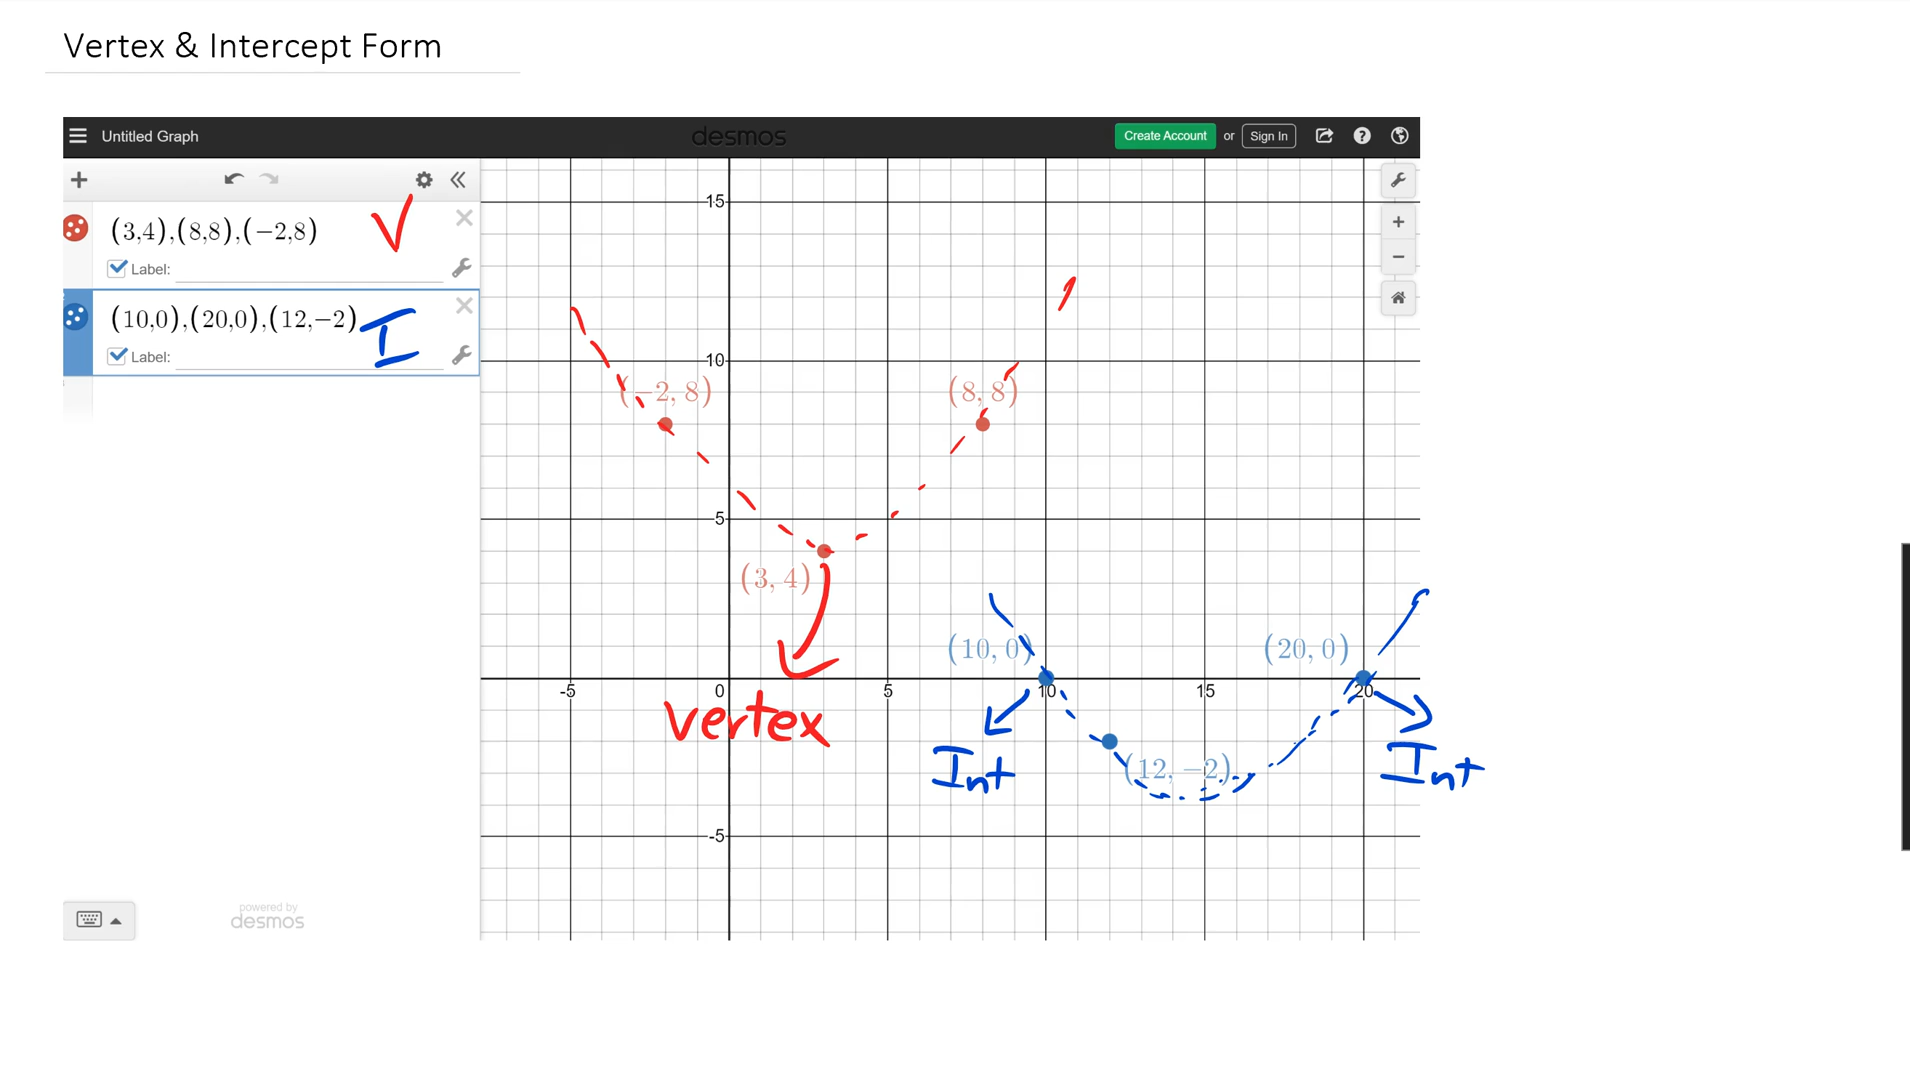 Vertex & Intercept Form
Untitled Graph
desmos
Create Account or Sign In
(3,4),(8,8),(−2,8) V
Label:
(10,0),(20,0),(12,−2) I
Label:
15
10
(−2, 8)
(8, 8)
5
(3, 4)
(10, 0)
(20, 0)
-5 0 5 10 15 20
vertex
Int
(12, −2)
Int
-5
powered by
desmos